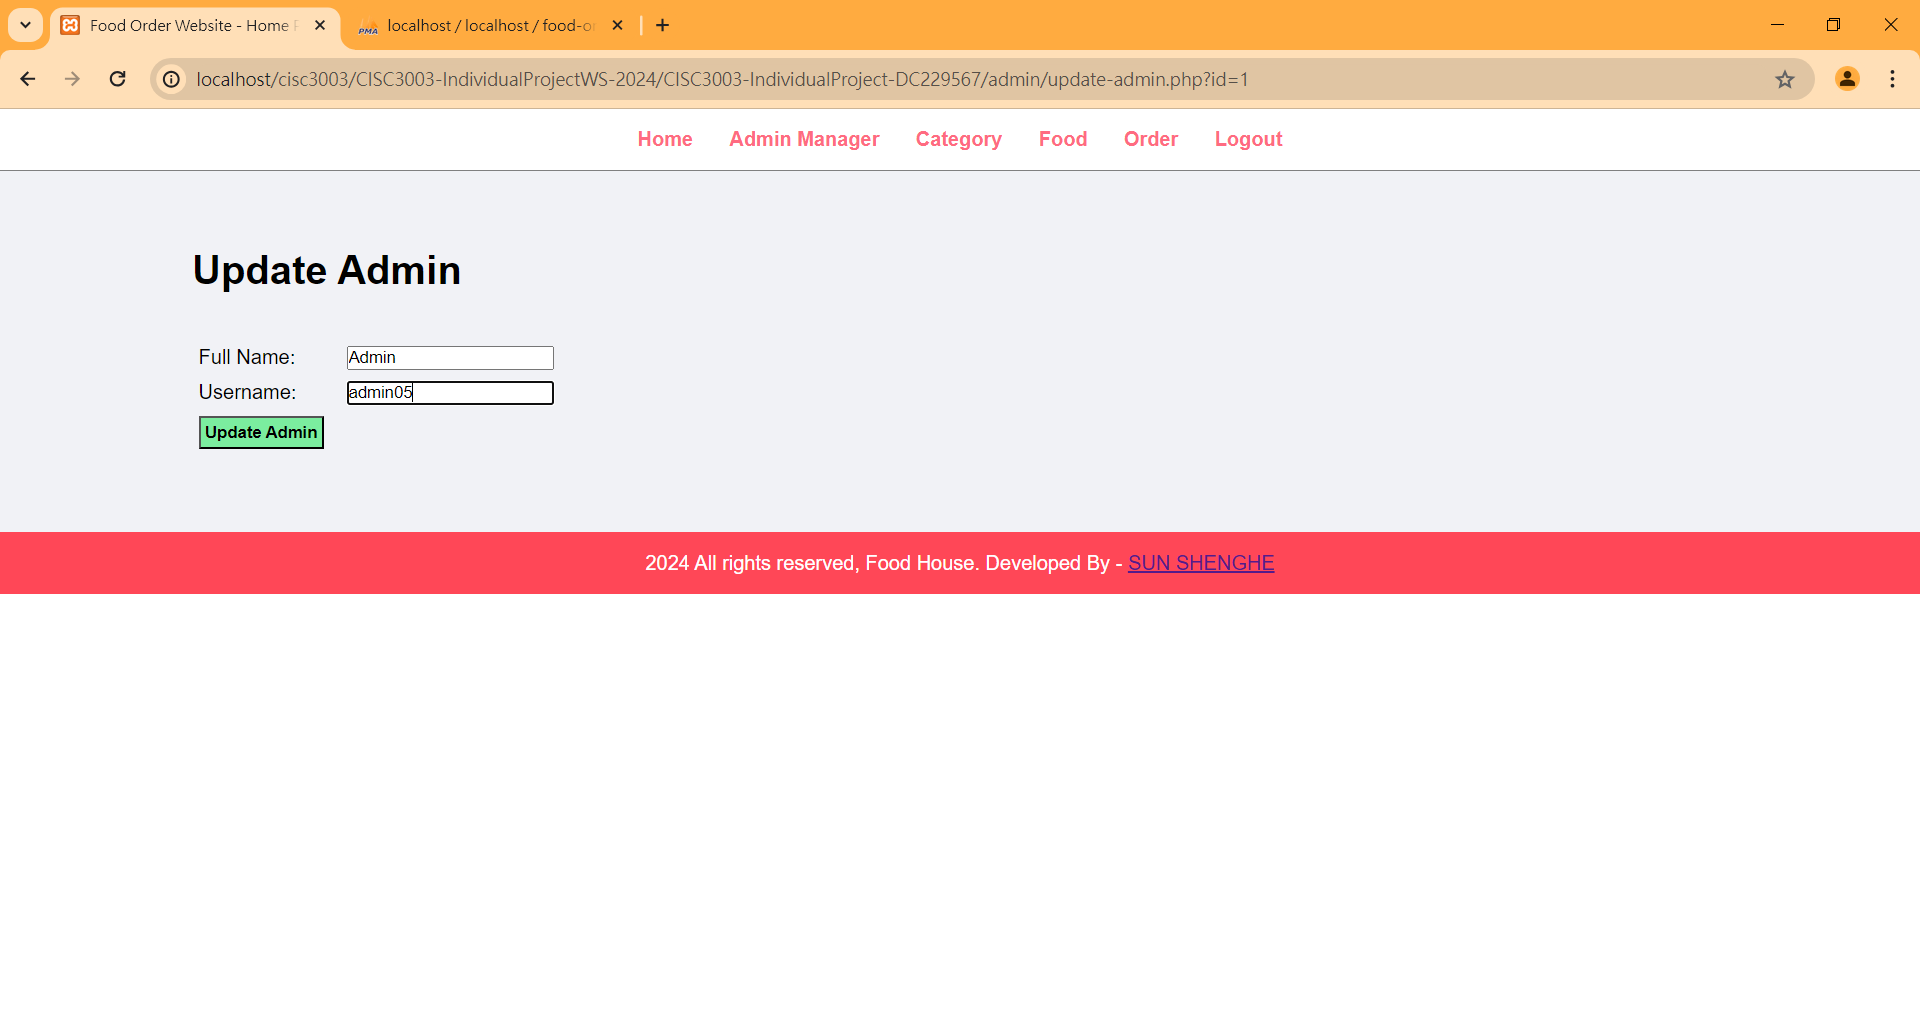 Food Order Website - Home
PMA localhost / localhost / food-o
localhost/cisc3003/CISC3003-IndividualProjectWS-2024/CISC3003-IndividualProject-DC229567/admin/update-admin.php?id=1
Home Admin Manager Category Food Order Logout
Update Admin
Full Name: Admin
Username: admin05
Update Admin
2024 All rights reserved, Food House. Developed By - SUN SHENGHE